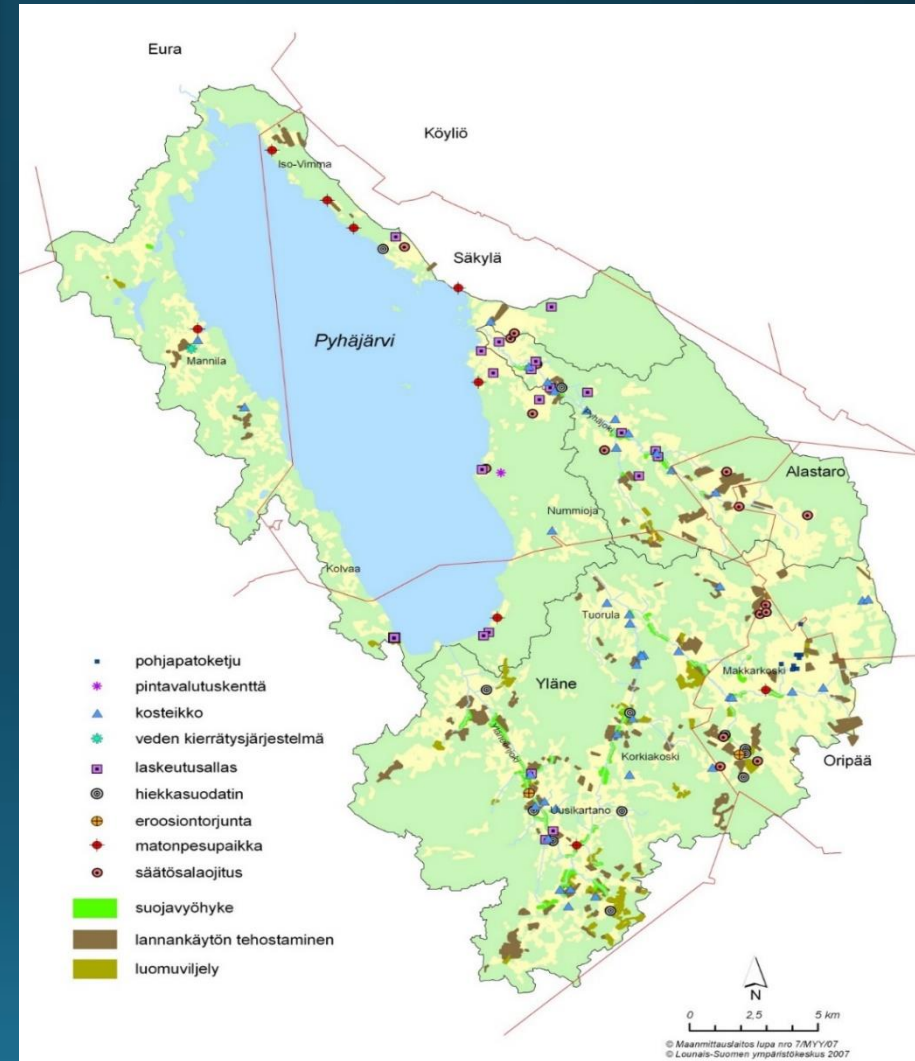 Eura
Köyliö
Iso-Vimma
Säkylä
Pyhäjärvi
Mannila
Pyhäjoki
Alastaro
Nummioja
Kolvaa
Tuorula
Makkarkoski
Yläne
Yläneenjoki
Korkiakoski
Oripää
Uusikartano
pohjapatoketju
pintavalutuskenttä
kosteikko
veden kierrätysjärjestelmä
laskeutusallas
hiekkasuodatin
eroosiontorjunta
matonpesupaikka
säätösalaojitus
suojavyöhyke
lannankäytön tehostaminen
luomuviljely
N
0 2,5 5 km
© Maanmittauslaitos lupa nro 7/MYY/07
© Lounais-Suomen ympäristökeskus 2007